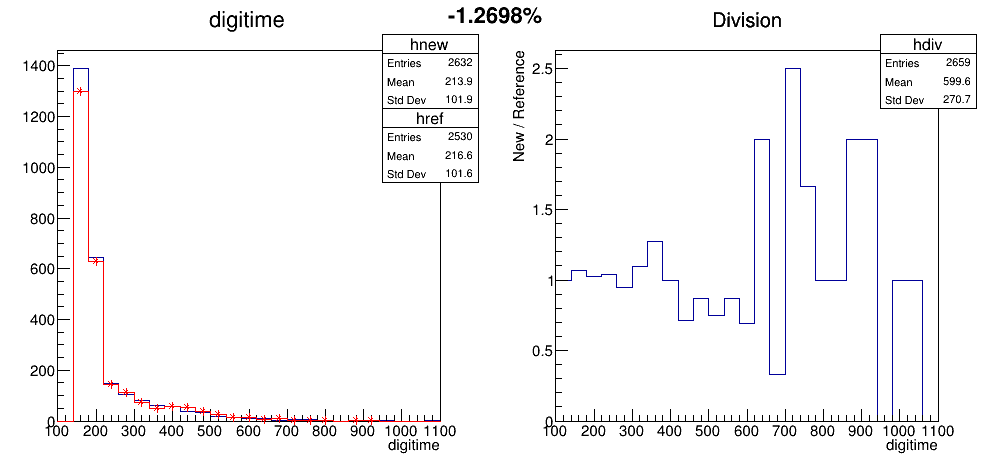 -1.2698%
digitime
hnew
Entries 2632
Mean 213.9
Std Dev 101.9
href
Entries 2530
Mean 216.6
Std Dev 101.6
1400
1200
1000
800
600
400
200
0
100 200 300 400 500 600 700 800 900 1000 1100
digitime
Division
hdiv
Entries 2659
Mean 599.6
Std Dev 270.7
New / Reference
2.5
2
1.5
1
0.5
0
100 200 300 400 500 600 700 800 900 1000 1100
digitime